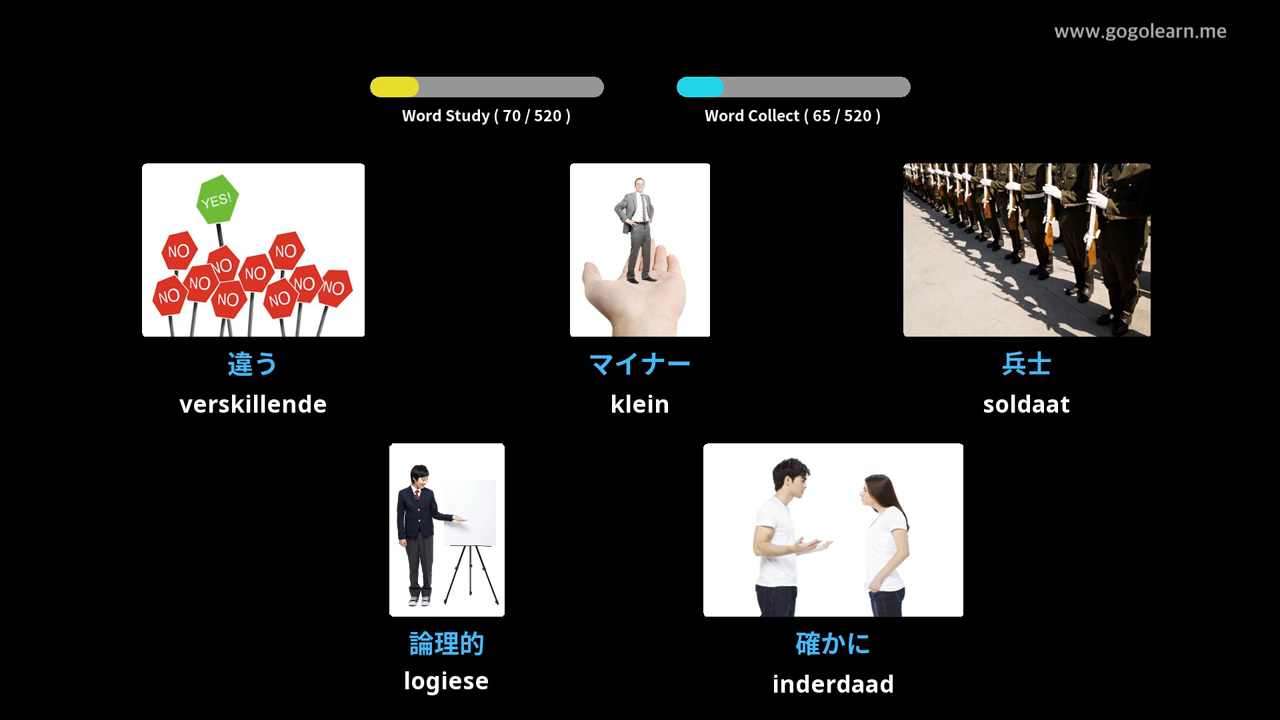 www.gogolearn.me
Word Study ( 70 / 520 )
Word Collect ( 65 / 520 )
YES!
NO
NO
NO
NO
NO
NO
NO
NO
NO
NO
違う
verskillende
マイナー
klein
兵士
soldaat
論理的
logiese
確かに
inderdaad